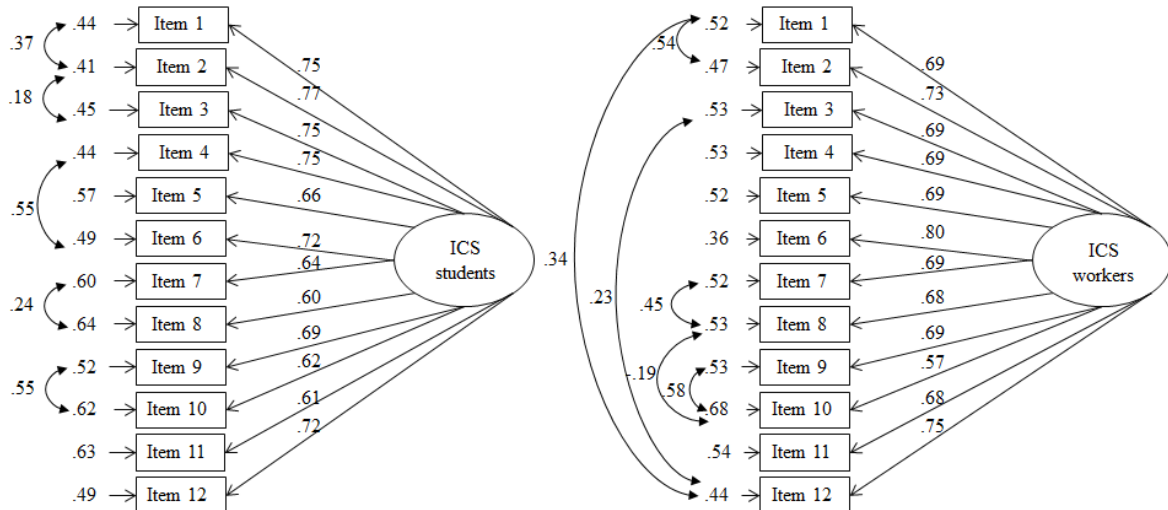 .44 Item 1
.37
.41 Item 2 .75
.77
.18
.45 Item 3
.75
.44 Item 4 .75
.57 Item 5 .66
.55
.49 Item 6 .72
.64
.60 Item 7
.24
.64 Item 8 .60
.69
.52 Item 9
.62
.55
.62 Item 10 .61
.72
.63 Item 11
.49 Item 12
ICS
students
.52 Item 1
.54
.47 Item 2 .69
.73
.53 Item 3
.69
.53 Item 4 .69
.52 Item 5 .69
.36 Item 6 .80
.34
.69
.52 Item 7
.23
.45
.53 Item 8 .68
.69
.53 Item 9
-.19
.57
.58
.68 Item 10 .68
.75
.54 Item 11
.44 Item 12
ICS
workers